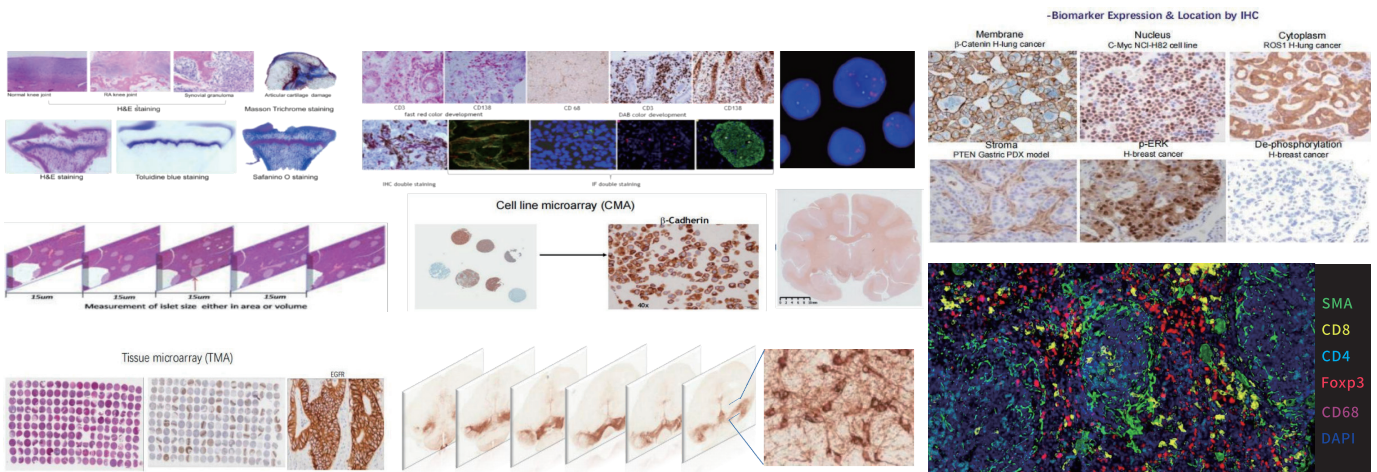 -Biomarker Expression & Location by IHC
Membrane
β-Catenin H-lung cancer
Nucleus
C-Myc NCI-H82 cell line
Cytoplasm
ROS1 H-lung cancer
Normal knee joint
RA knee joint
Synovial granuloma
Articular cartilage damage
H&E staining
Masson Trichrome staining
H&E staining
Toluidine blue staining
Safanino O staining
CD3
CD138
CD 68
CD3
CD138
fast red color development
DAB color development
IHC double staining
IF double staining
Stroma
PTEN Gastric PDX model
p-ERK
H-breast cancer
De-phosphorylation
H-breast cancer
15um
15um
15um
15um
Measurement of islet size either in area or volume
Cell line microarray (CMA)
β-Cadherin
40x
Tissue microarray (TMA)
EGFR
SMA
CD8
CD4
Foxp3
CD68
DAPI